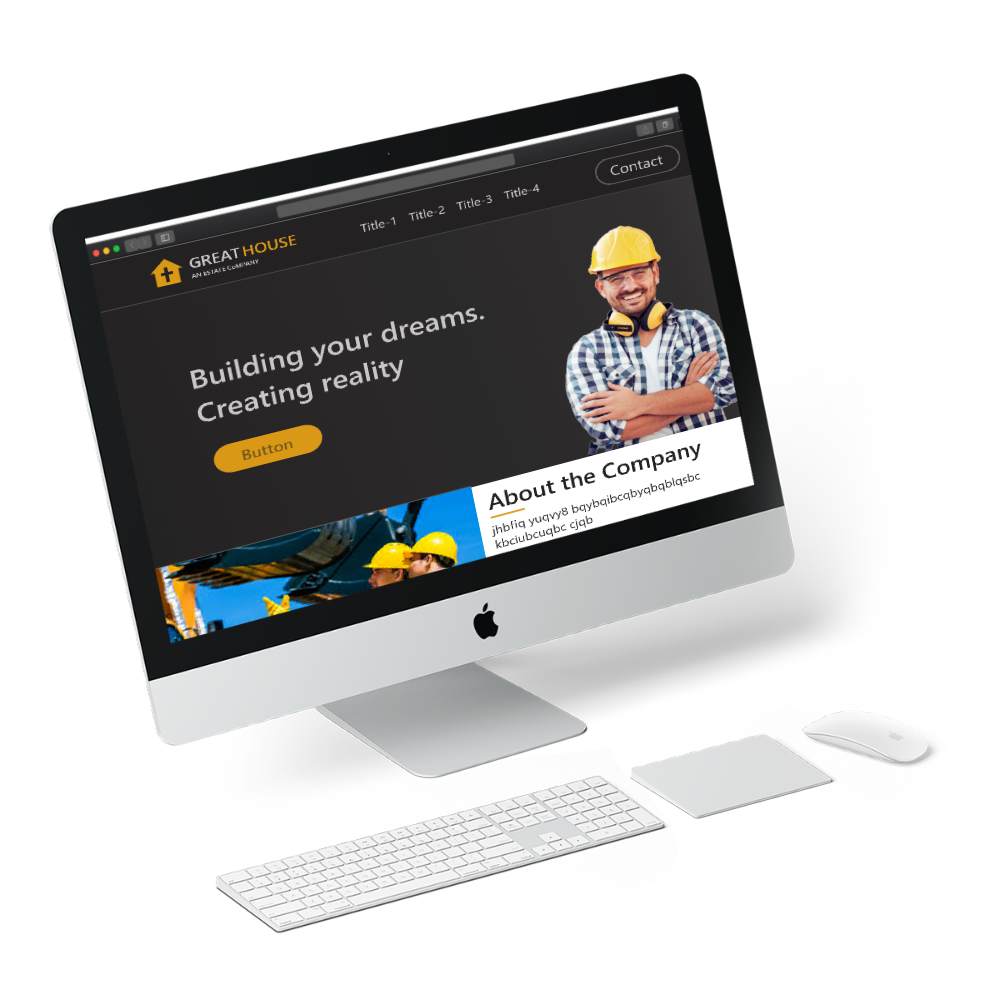 Contact
Title-1 Title-2 Title-3 Title-4
GREAT HOUSE
AN ESTATE COMPANY
Building your dreams.
Creating reality
Button
About the Company
jhbfiq yuqvy8 bqybqibcqbyqbqblqsbc
kbciubcuqbc cjqb